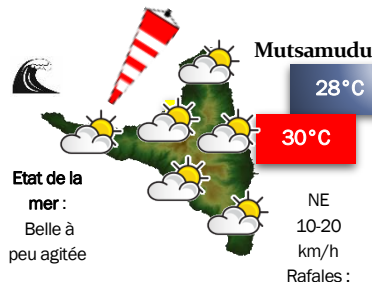 Mutsamudu
28°C
30°C
Etat de la
mer :
Belle à
peu agitée
NE
10-20
km/h
Rafales :